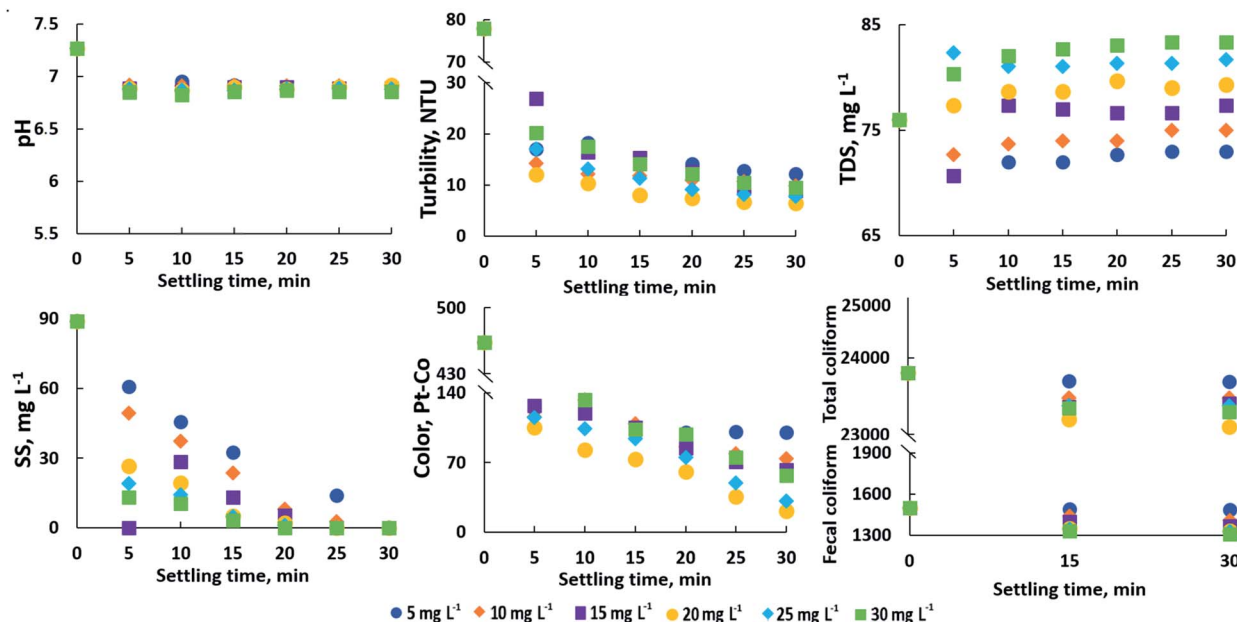 7.5
7
6.5
6
5.5
pH
0 5 10 15 20 25 30
Settling time, min
80
70
30
20
10
0
Turbility, NTU
0 5 10 15 20 25 30
Settling time, min
85
75
65
TDS, mg L-1
0 5 10 15 20 25 30
Settling time, min
90
60
30
0
SS, mg L-1
0 5 10 15 20 25 30
Settling time, min
500
430
140
70
0
Color, Pt-Co
0 5 10 15 20 25 30
Settling time, min
25000
24000
23000
Total coliform
1900
1600
1300
Fecal coliform
0 15 30
Settling time, min
5 mg L-1 10 mg L-1 15 mg L-1 20 mg L-1 25 mg L-1 30 mg L-1